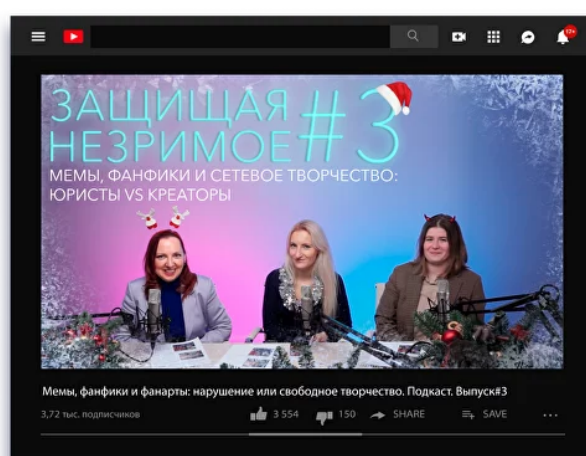 12+
ЗАЩИЩАЯ
НЕЗРИМОЕ #3
МЕМЫ, ФАНФИКИ И СЕТЕВОЕ ТВОРЧЕСТВО:
ЮРИСТЫ VS КРЕАТОРЫ
Мемы, фанфики и фанарты: нарушение или свободное творчество. Подкаст. Выпуск#3
3,72 тыс. подписчиков 3 554 150 SHARE SAVE